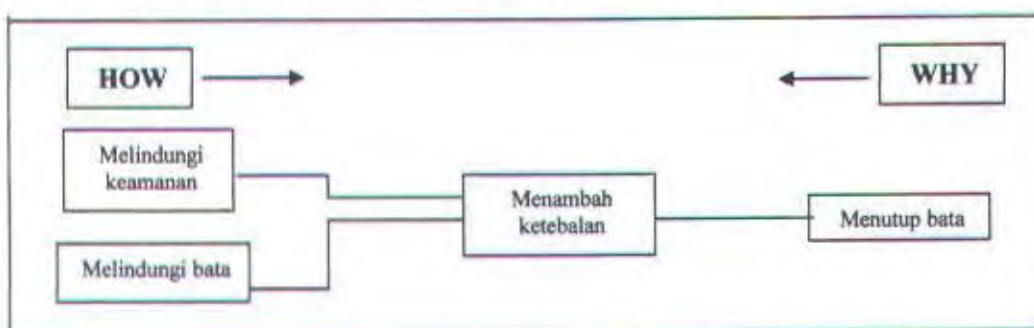 HOW
WHY
Melindungi
keamanan
Menambah
ketebalan
Menutup bata
Melindungi bata